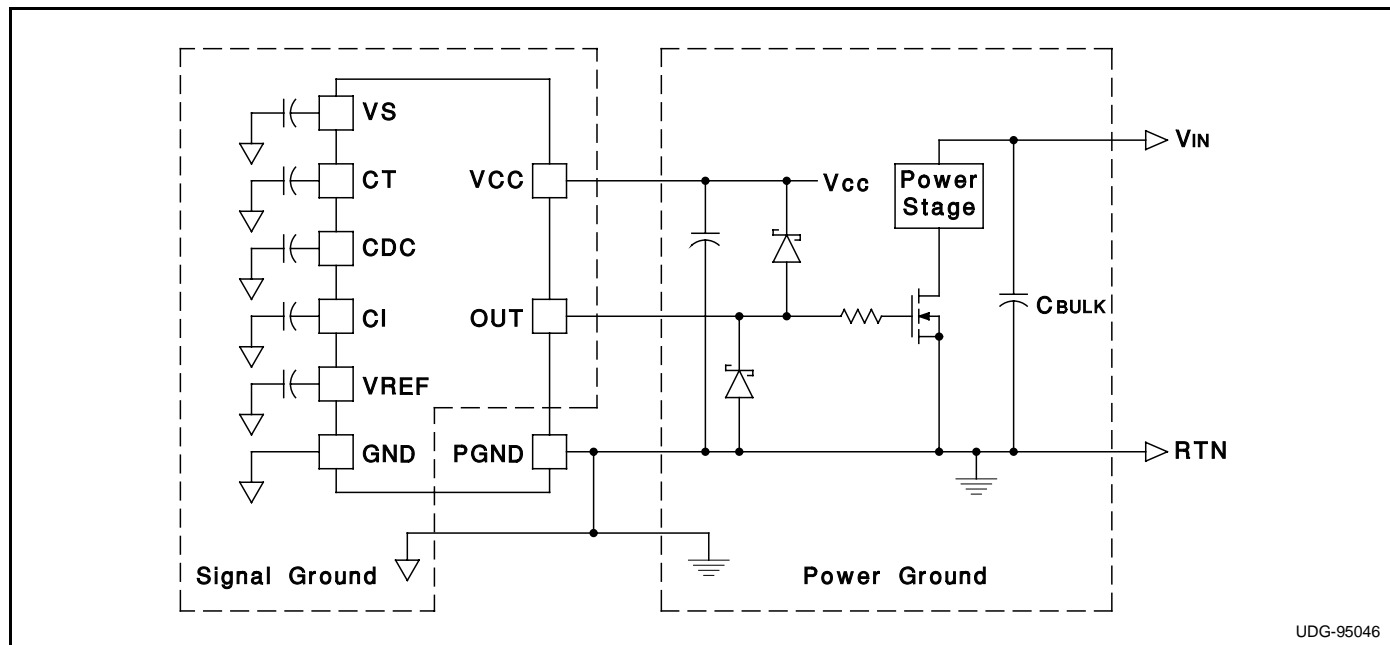 VS
CT
CDC
CI
VREF
GND
VCC
OUT
PGND
Vcc
Power
Stage
CBULK
VIN
RTN
Signal Ground
Power Ground
UDG-95046